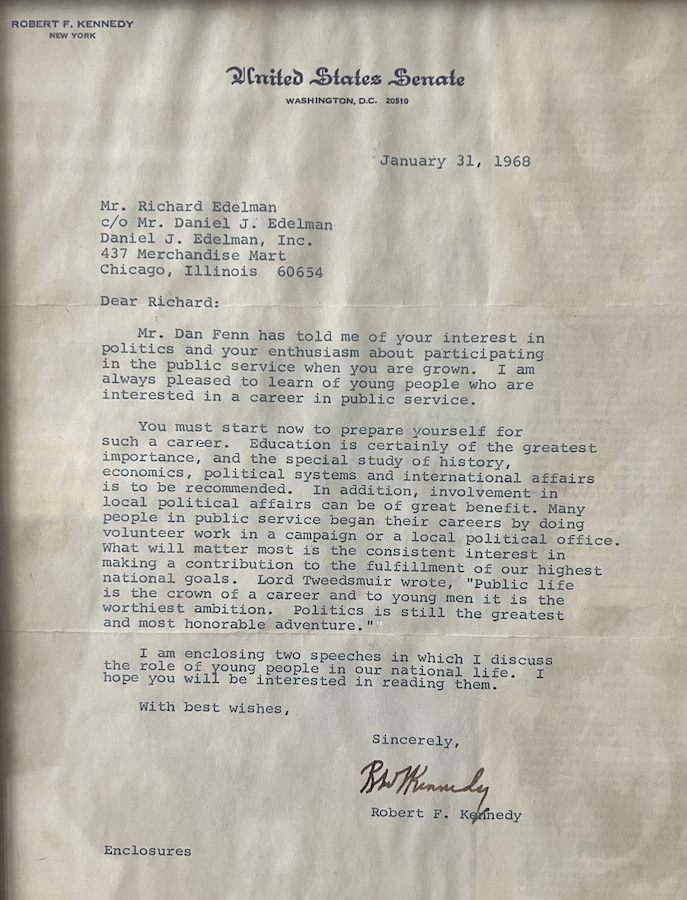 ROBERT F. KENNEDY
NEW YORK
United States Senate
WASHINGTON, D.C. 20510
January 31, 1968
Mr. Richard Edelman
c/o Mr. Daniel J. Edelman
Daniel J. Edelman, Inc.
437 Merchandise Mart
Chicago, Illinois 60654
Dear Richard:
Mr. Dan Fenn has told me of your interest in
politics and your enthusiasm about participating
in the public service when you are grown. I am
always pleased to learn of young people who are
interested in a career in public service.
You must start now to prepare yourself for
such a career. Education is certainly of the greatest
importance, and the special study of history,
economics, political systems and international affairs
is to be recommended. In addition, involvement in
local political affairs can be of great benefit. Many
people in public service began their careers by doing
volunteer work in a campaign or a local political office.
What will matter most is the consistent interest in
making a contribution to the fulfillment of our highest
national goals. Lord Tweedsmuir wrote, "Public life
is the crown of a career and to young men it is the
worthiest ambition. Politics is still the greatest
and most honorable adventure."
I am enclosing two speeches in which I discuss
the role of young people in our national life. I
hope you will be interested in reading them.
With best wishes,
Sincerely,
Robt Kennedy
Robert F. Kennedy
Enclosures